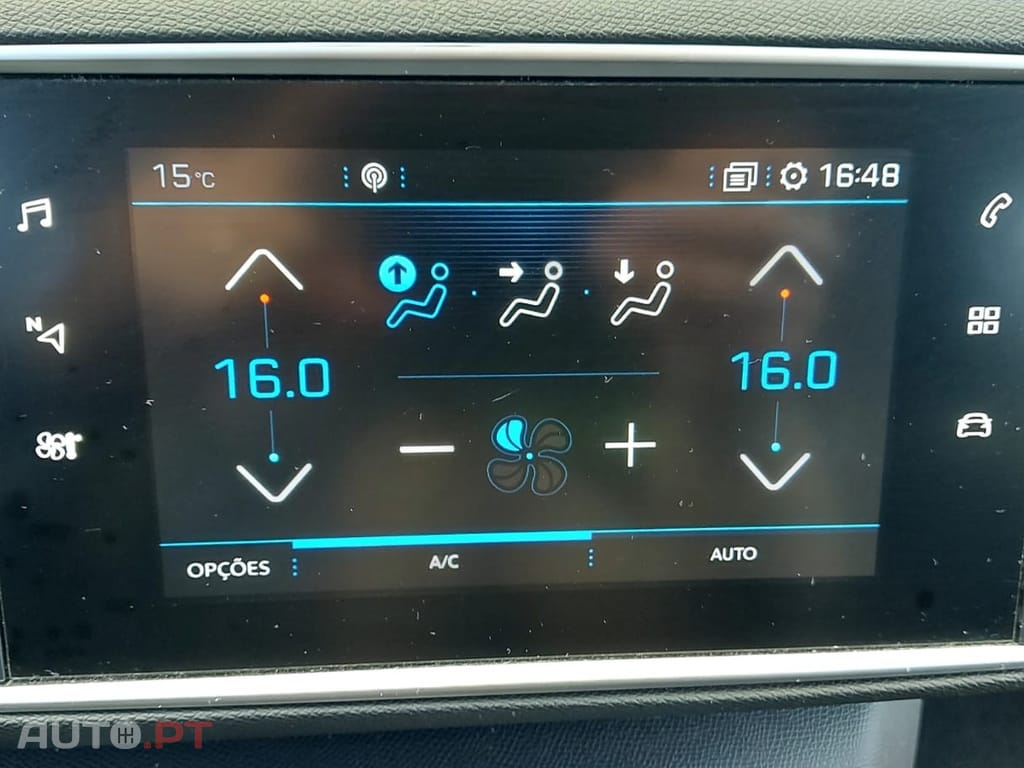 15°C
16:48
N
16.0
16.0
OPÇÕES
A/C
AUTO
AUTO.PT